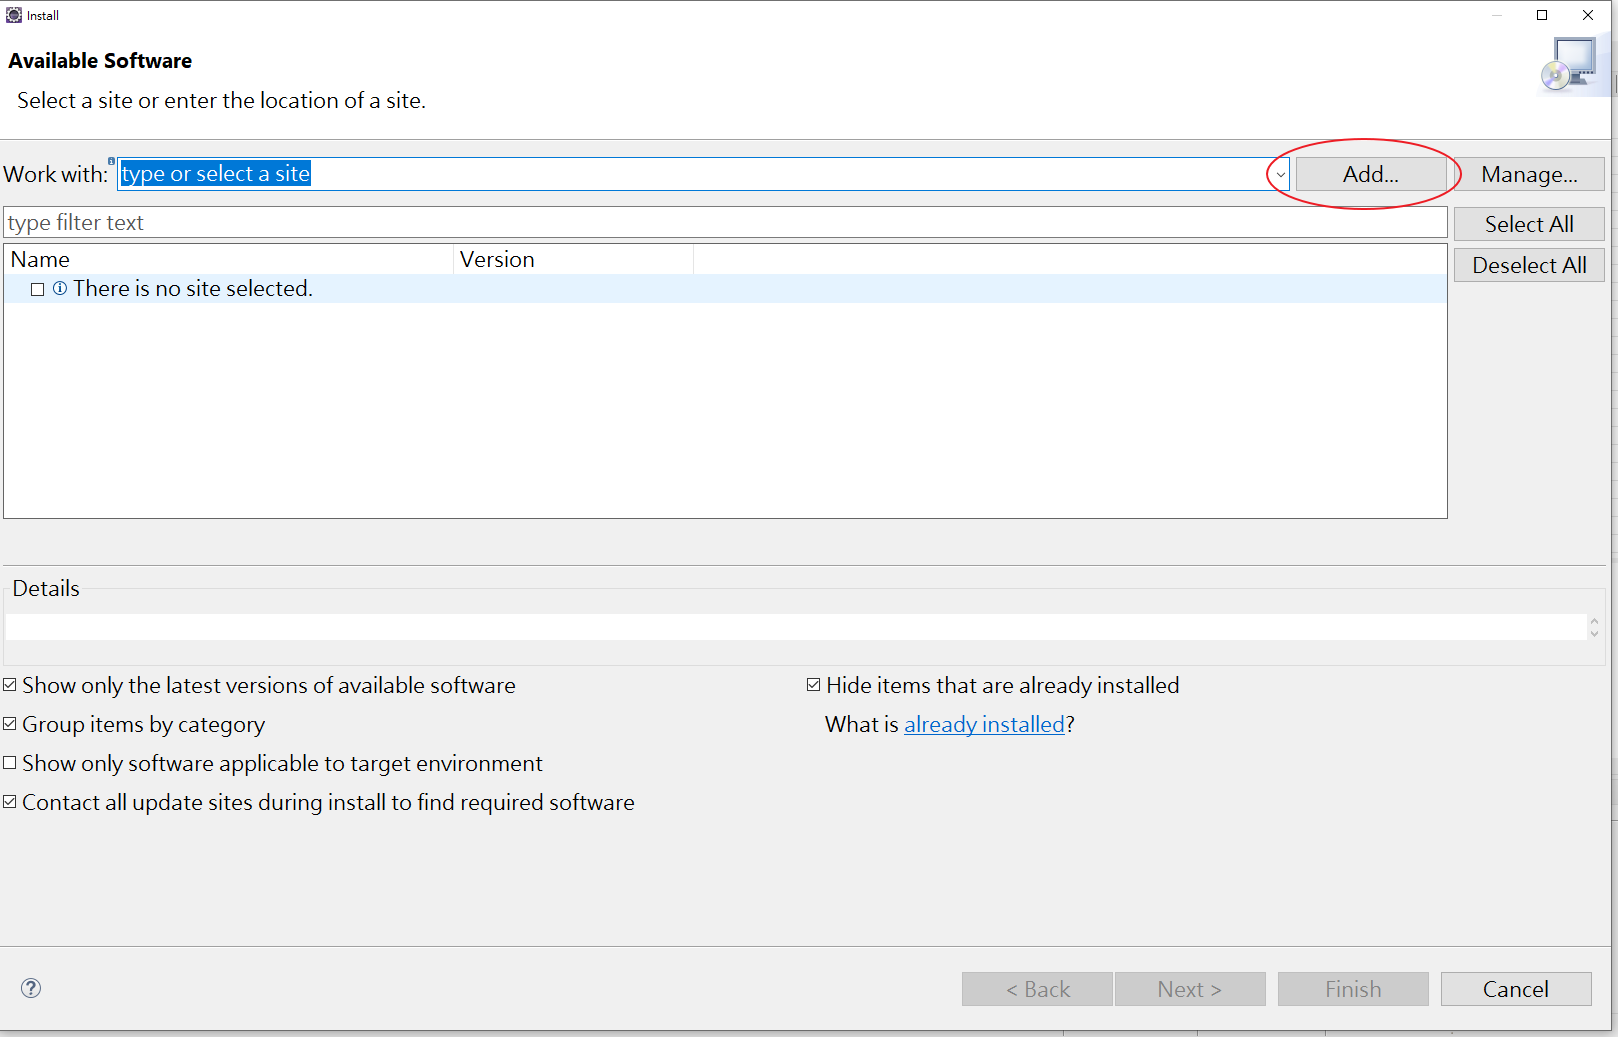 Install
Available Software
Select a site or enter the location of a site.
Work with: type or select a site Add... Manage...
type filter text Select All
Name Version Deselect All
There is no site selected.
Details
Show only the latest versions of available software Hide items that are already installed
Group items by category What is already installed?
Show only software applicable to target environment
Contact all update sites during install to find required software
? < Back Next > Finish Cancel